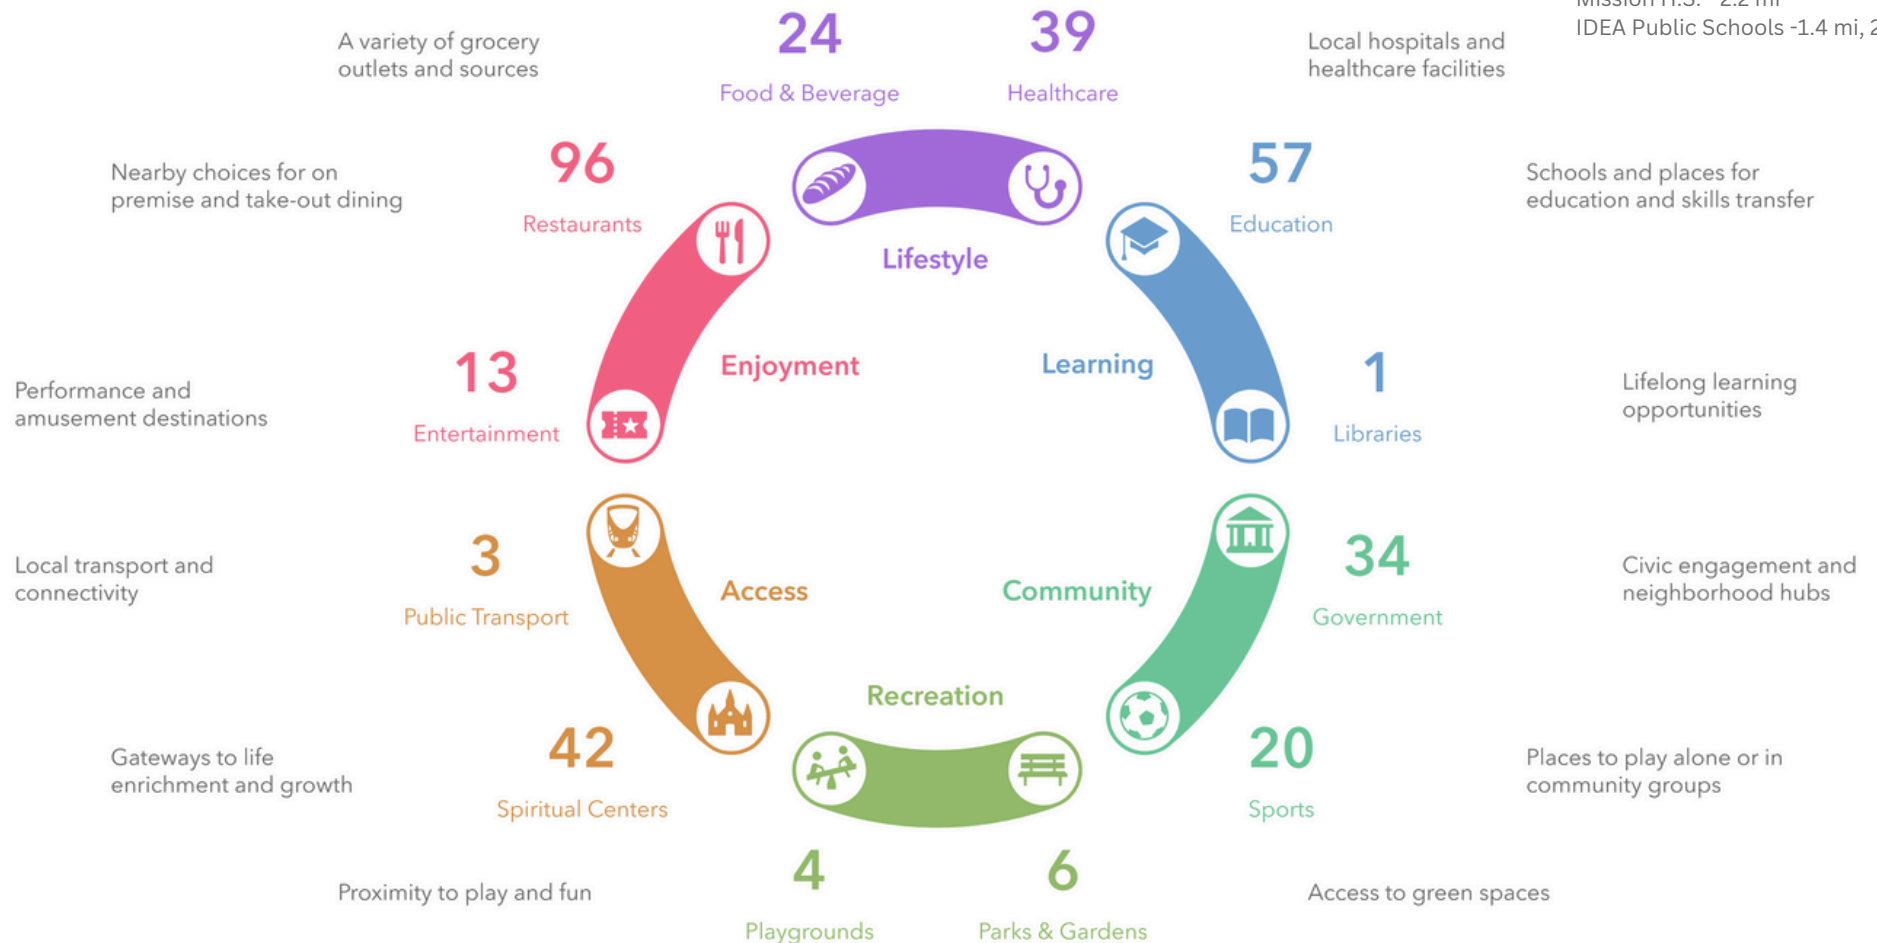 Mission H.S. - 2.2 mi
IDEA Public Schools -1.4 mi, 2
A variety of grocery
outlets and sources
24
Food & Beverage
39
Healthcare
Local hospitals and
healthcare facilities
Nearby choices for on
premise and take-out dining
96
Restaurants
57
Education
Schools and places for
education and skills transfer
Lifestyle
Enjoyment
Learning
Performance and
amusement destinations
13
Entertainment
1
Libraries
Lifelong learning
opportunities
Local transport and
connectivity
3
Public Transport
Access
Community
34
Government
Civic engagement and
neighborhood hubs
Recreation
Gateways to life
enrichment and growth
42
Spiritual Centers
20
Sports
Places to play alone or in
community groups
Proximity to play and fun
4
Playgrounds
6
Parks & Gardens
Access to green spaces